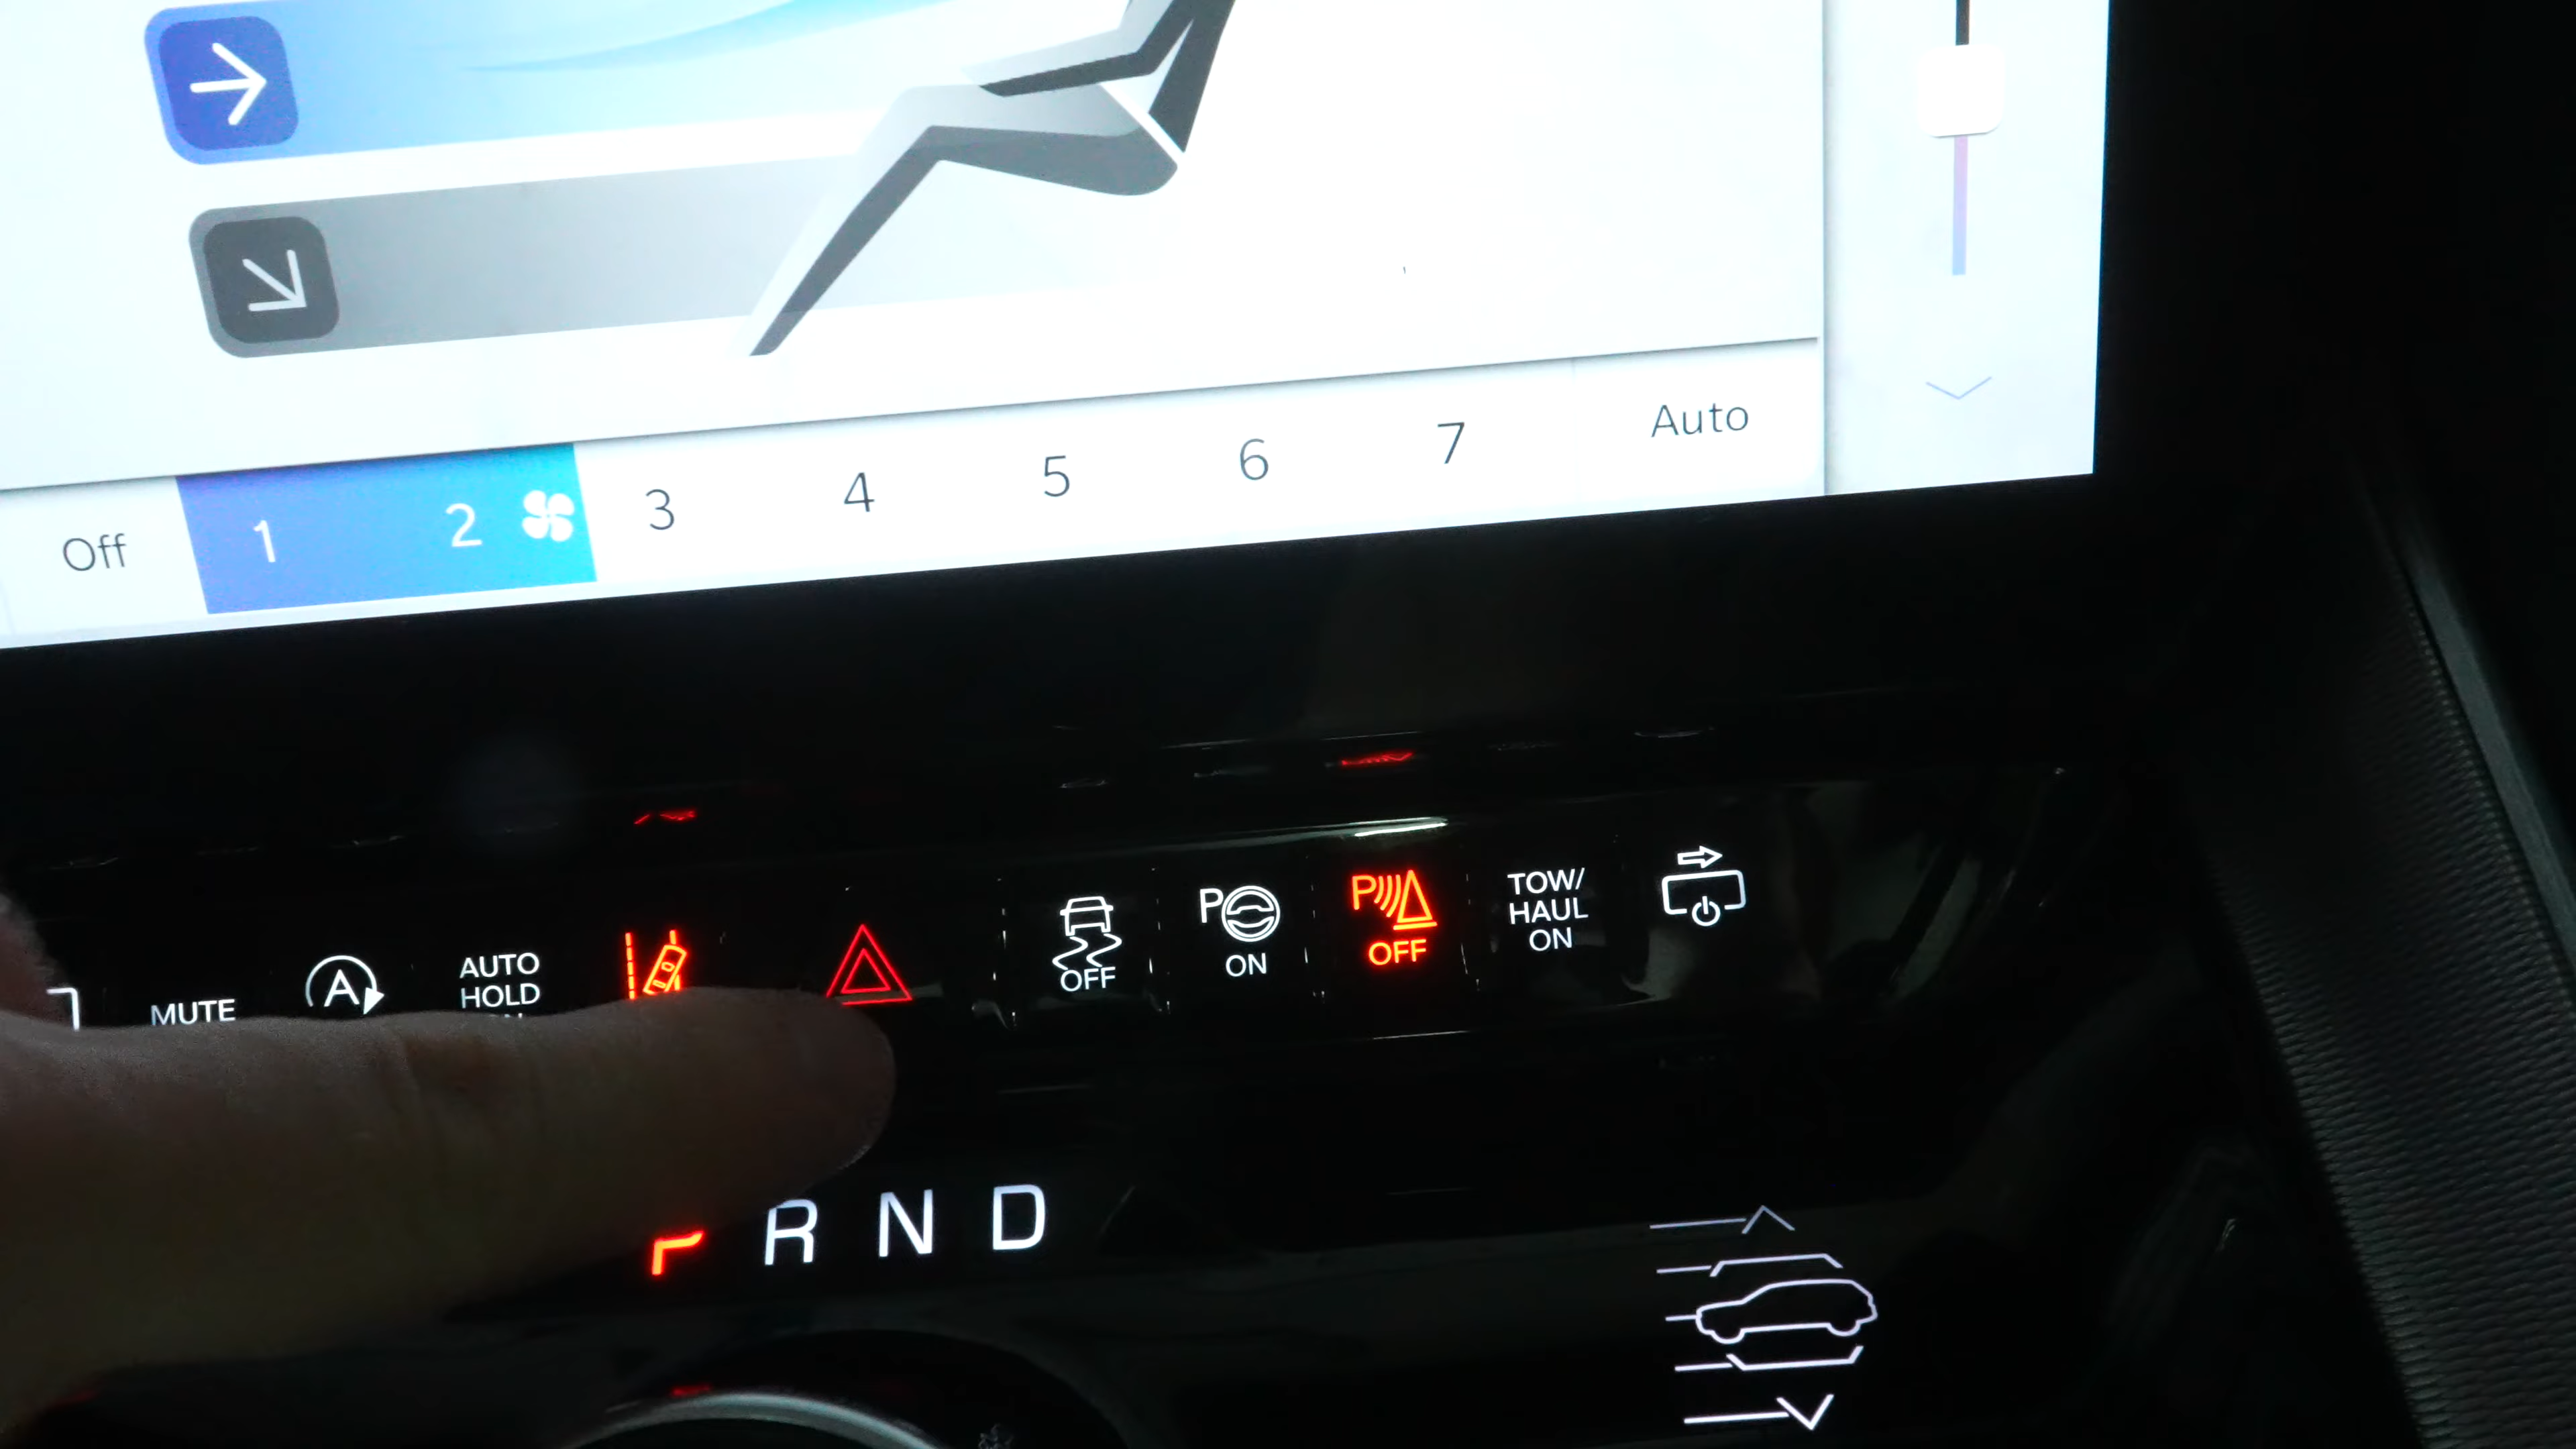 Off 1 2 3 4 5 6 7 Auto
MUTE
A
AUTO
HOLD
OFF
P
ON
P
OFF
TOW/
HAUL
ON
R N D